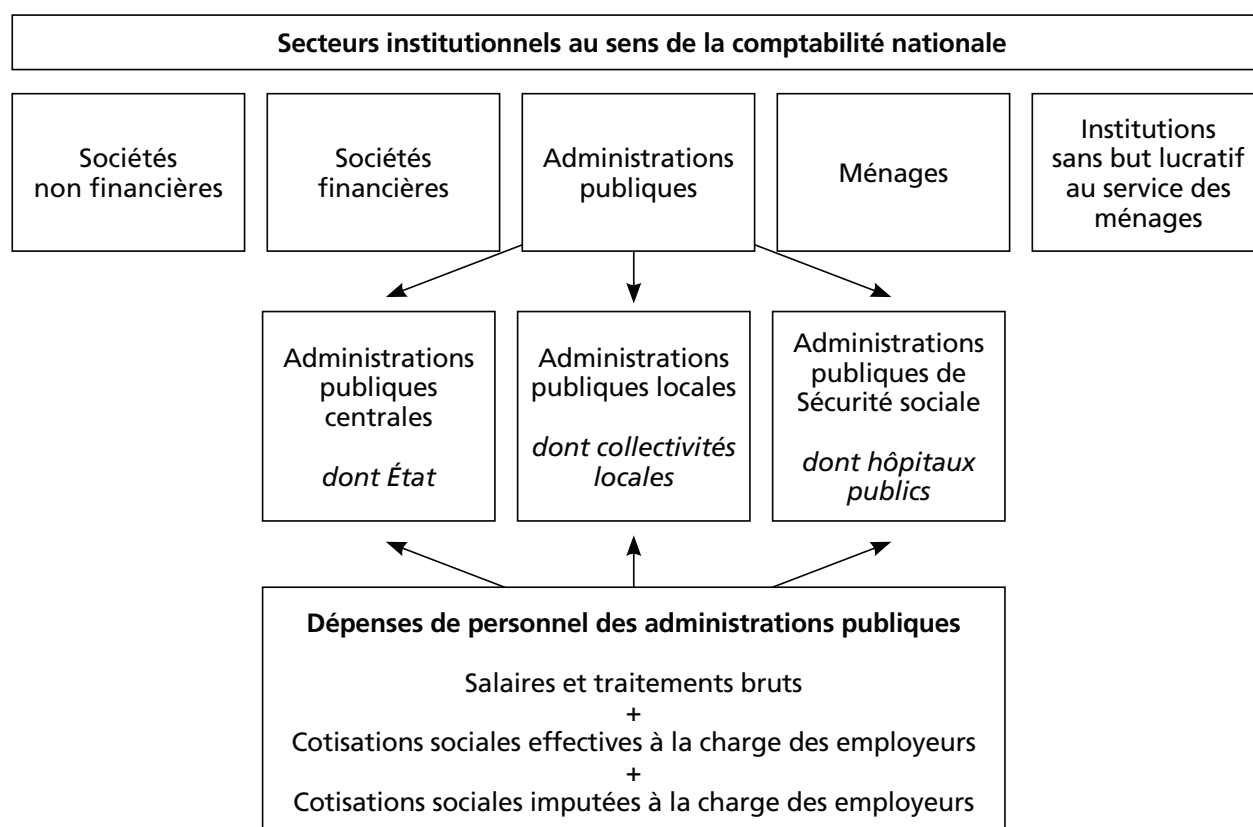 Secteurs institutionnels au sens de la comptabilité nationale
Sociétés
non financières
Sociétés
financières
Administrations
publiques
Ménages
Institutions
sans but lucratif
au service des
ménages
Administrations
publiques
centrales
dont État
Administrations
publiques locales
dont collectivités
locales
Administrations
publiques de
Sécurité sociale
dont hôpitaux
publics
Dépenses de personnel des administrations publiques
Salaires et traitements bruts
+
Cotisations sociales effectives à la charge des employeurs
+
Cotisations sociales imputées à la charge des employeurs